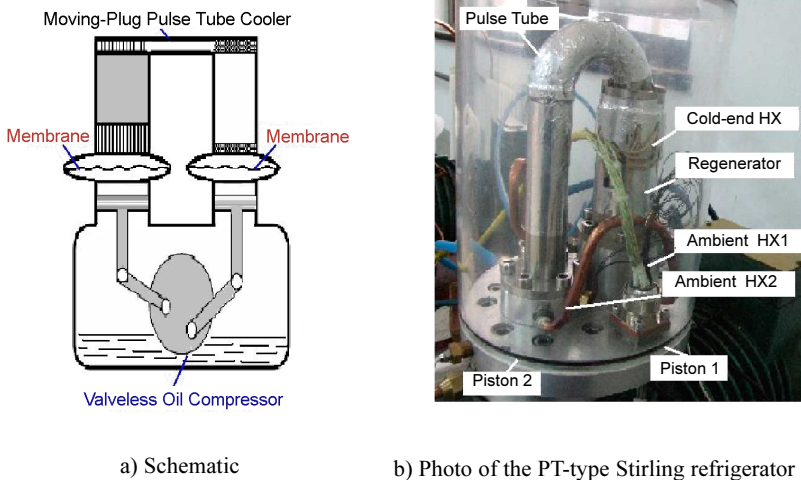 Moving-Plug Pulse Tube Cooler
Membrane
Membrane
Valveless Oil Compressor
a) Schematic
Pulse Tube
Cold-end HX
Regenerator
Ambient HX1
Ambient HX2
Piston 1
Piston 2
b) Photo of the PT-type Stirling refrigerator